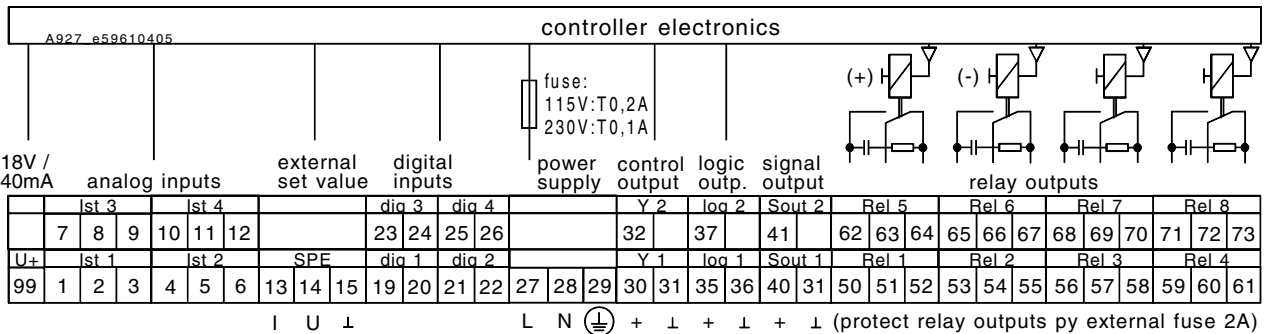 controller electronics
A927 e59610405
fuse:
115V:T0,2A
230V:T0,1A
(+)
(-)
18V /
40mA
analog inputs
external
set value
digital
inputs
power
supply
control
output
logic
outp.
signal
output
relay outputs
Ist 3 Ist 4 dig 3 dig 4 Y 2 log 2 Sout 2 Rel 5 Rel 6 Rel 7 Rel 8
7 8 9 10 11 12 23 24 25 26 32 37 41 62 63 64 65 66 67 68 69 70 71 72 73
U+ Ist 1 Ist 2 SPE dig 1 dig 2 Y 1 log 1 Sout 1 Rel 1 Rel 2 Rel 3 Rel 4
99 1 2 3 4 5 6 13 14 15 19 20 21 22 27 28 29 30 31 35 36 40 31 50 51 52 53 54 55 56 57 58 59 60 61
I U ⊥ L N + ⊥ + ⊥ + ⊥ (protect relay outputs py external fuse 2A)